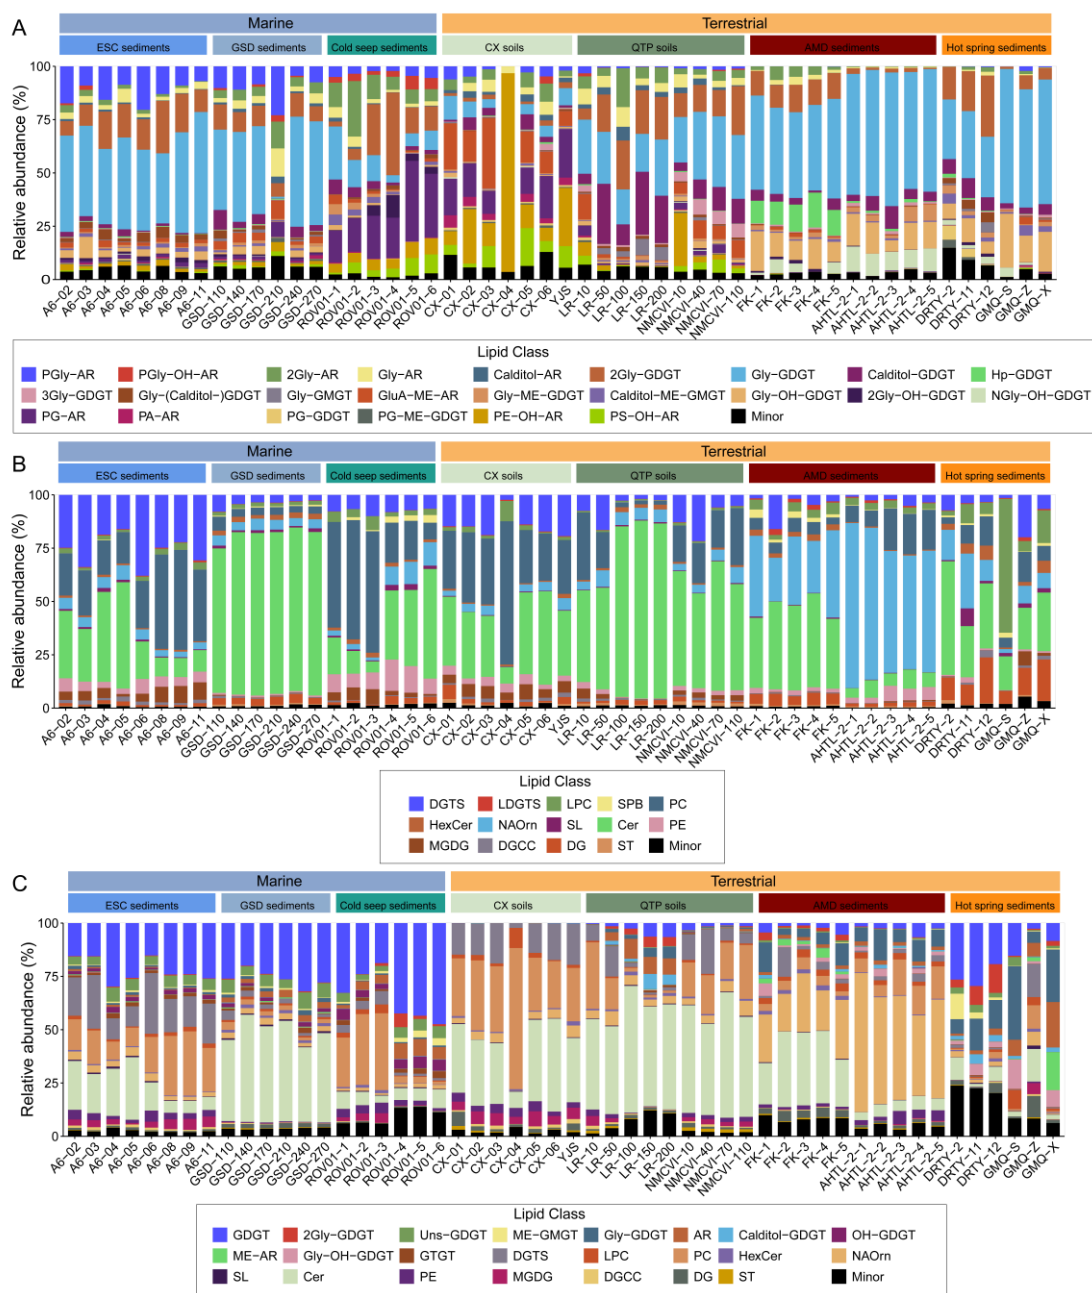 A
Marine
Terrestrial
ESC sediments
GSD sediments
Cold seep sediments
CX soils
QTP soils
AMD sediments
Hot spring sediments
Relative abundance (%)
100
75
50
25
0
A6-02
A6-03
A6-04
A6-05
A6-06
A6-08
A6-09
A6-11
GSD-110
GSD-140
GSD-170
GSD-210
GSD-240
GSD-270
ROV01-1
ROV01-2
ROV01-3
ROV01-4
ROV01-5
ROV01-6
CX-01
CX-02
CX-03
CX-04
CX-05
CX-06
YJS
LR-10
LR-50
LR-100
LR-150
LR-200
NMCVI-10
NMCVI-40
NMCVI-70
NMCVI-110
FK-1
FK-2
FK-3
FK-4
FK-5
AHTL-2-1
AHTL-2-2
AHTL-2-3
AHTL-2-4
AHTL-2-5
DRTY-2
DRTY-11
DRTY-12
GMQ-S
GMQ-Z
GMQ-X
Lipid Class
PGly-AR PGly-OH-AR 2Gly-AR Gly-AR Calditol-AR 2Gly-GDGT Gly-GDGT Calditol-GDGT Hp-GDGT
3Gly-GDGT Gly-(Calditol-)GDGT Gly-GMGT GluA-ME-AR Gly-ME-GDGT Calditol-ME-GMGT Gly-OH-GDGT 2Gly-OH-GDGT NGly-OH-GDGT
PG-AR PA-AR PG-GDGT PG-ME-GDGT PE-OH-AR PS-OH-AR Minor
B
Marine
Terrestrial
ESC sediments
GSD sediments
Cold seep sediments
CX soils
QTP soils
AMD sediments
Hot spring sediments
Relative abundance (%)
100
75
50
25
0
A6-02
A6-03
A6-04
A6-05
A6-06
A6-08
A6-09
A6-11
GSD-110
GSD-140
GSD-170
GSD-210
GSD-240
GSD-270
ROV01-1
ROV01-2
ROV01-3
ROV01-4
ROV01-5
ROV01-6
CX-01
CX-02
CX-03
CX-04
CX-05
CX-06
YJS
LR-10
LR-50
LR-100
LR-150
LR-200
NMCVI-10
NMCVI-40
NMCVI-70
NMCVI-110
FK-1
FK-2
FK-3
FK-4
FK-5
AHTL-2-1
AHTL-2-2
AHTL-2-3
AHTL-2-4
AHTL-2-5
DRTY-2
DRTY-11
DRTY-12
GMQ-S
GMQ-Z
GMQ-X
Lipid Class
DGTS LDGTS LPC SPB PC
HexCer NAOrn SL Cer PE
MGDG DGCC DG ST Minor
C
Marine
Terrestrial
ESC sediments
GSD sediments
Cold seep sediments
CX soils
QTP soils
AMD sediments
Hot spring sediments
Relative abundance (%)
100
75
50
25
0
A6-02
A6-03
A6-04
A6-05
A6-06
A6-08
A6-09
A6-11
GSD-110
GSD-140
GSD-170
GSD-210
GSD-240
GSD-270
ROV01-1
ROV01-2
ROV01-3
ROV01-4
ROV01-5
ROV01-6
CX-01
CX-02
CX-03
CX-04
CX-05
CX-06
YJS
LR-10
LR-50
LR-100
LR-150
LR-200
NMCVI-10
NMCVI-40
NMCVI-70
NMCVI-110
FK-1
FK-2
FK-3
FK-4
FK-5
AHTL-2-1
AHTL-2-2
AHTL-2-3
AHTL-2-4
AHTL-2-5
DRTY-2
DRTY-11
DRTY-12
GMQ-S
GMQ-Z
GMQ-X
Lipid Class
GDGT 2Gly-GDGT Uns-GDGT ME-GMGT Gly-GDGT AR Calditol-GDGT OH-GDGT
ME-AR Gly-OH-GDGT GTGT DGTS LPC PC HexCer NAOrn
SL Cer PE MGDG DGCC DG ST Minor